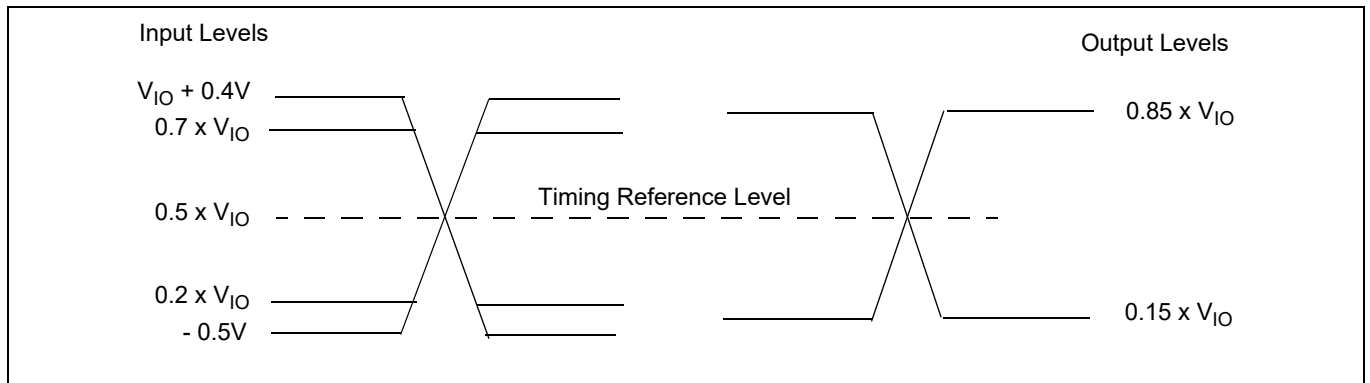 Input Levels
Output Levels
V_IO + 0.4V
0.7 x V_IO
0.85 x V_IO
Timing Reference Level
0.5 x V_IO
0.2 x V_IO
0.15 x V_IO
- 0.5V